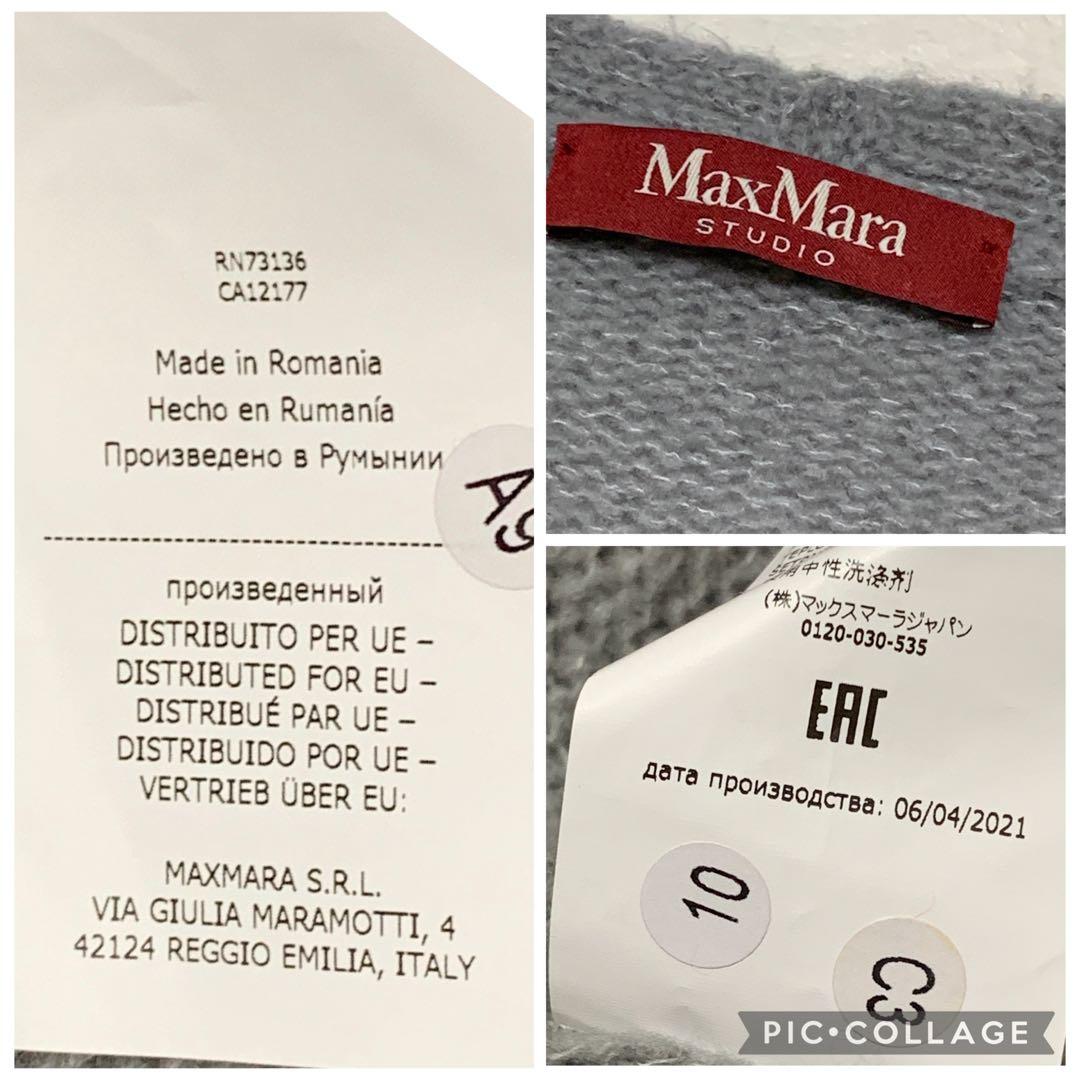 RN73136
CA12177
Made in Romania
Hecho en Rumanía
Произведено в Румынии
произведенный
DISTRIBUITO PER UE –
DISTRIBUTED FOR EU –
DISTRIBUÉ PAR UE –
DISTRIBUIDO POR UE –
VERTRIEB ÜBER EU:
MAXMARA S.R.L.
VIA GIULIA MARAMOTTI, 4
42124 REGGIO EMILIA, ITALY
MaxMara
STUDIO
中性洗涤剂
(株)マックスマーラジャパン
0120-030-535
EAC
дата производства: 06/04/2021
10
C3
PIC•COLLAGE